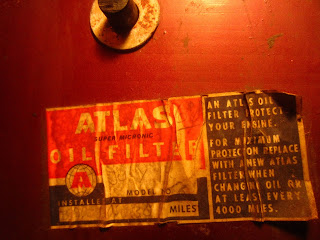 ATLAS
SUPER MICRONIC
OIL FILTER
A
MODEL NO.
INSTALLED AT
MILES
AN ATLAS OIL
FILTER PROTECTS
YOUR ENGINE.
FOR MAXIMUM
PROTECTION REPLACE
WITH A NEW ATLAS
FILTER WHEN
CHANGING OIL OR
AT LEAST EVERY
4000 MILES.